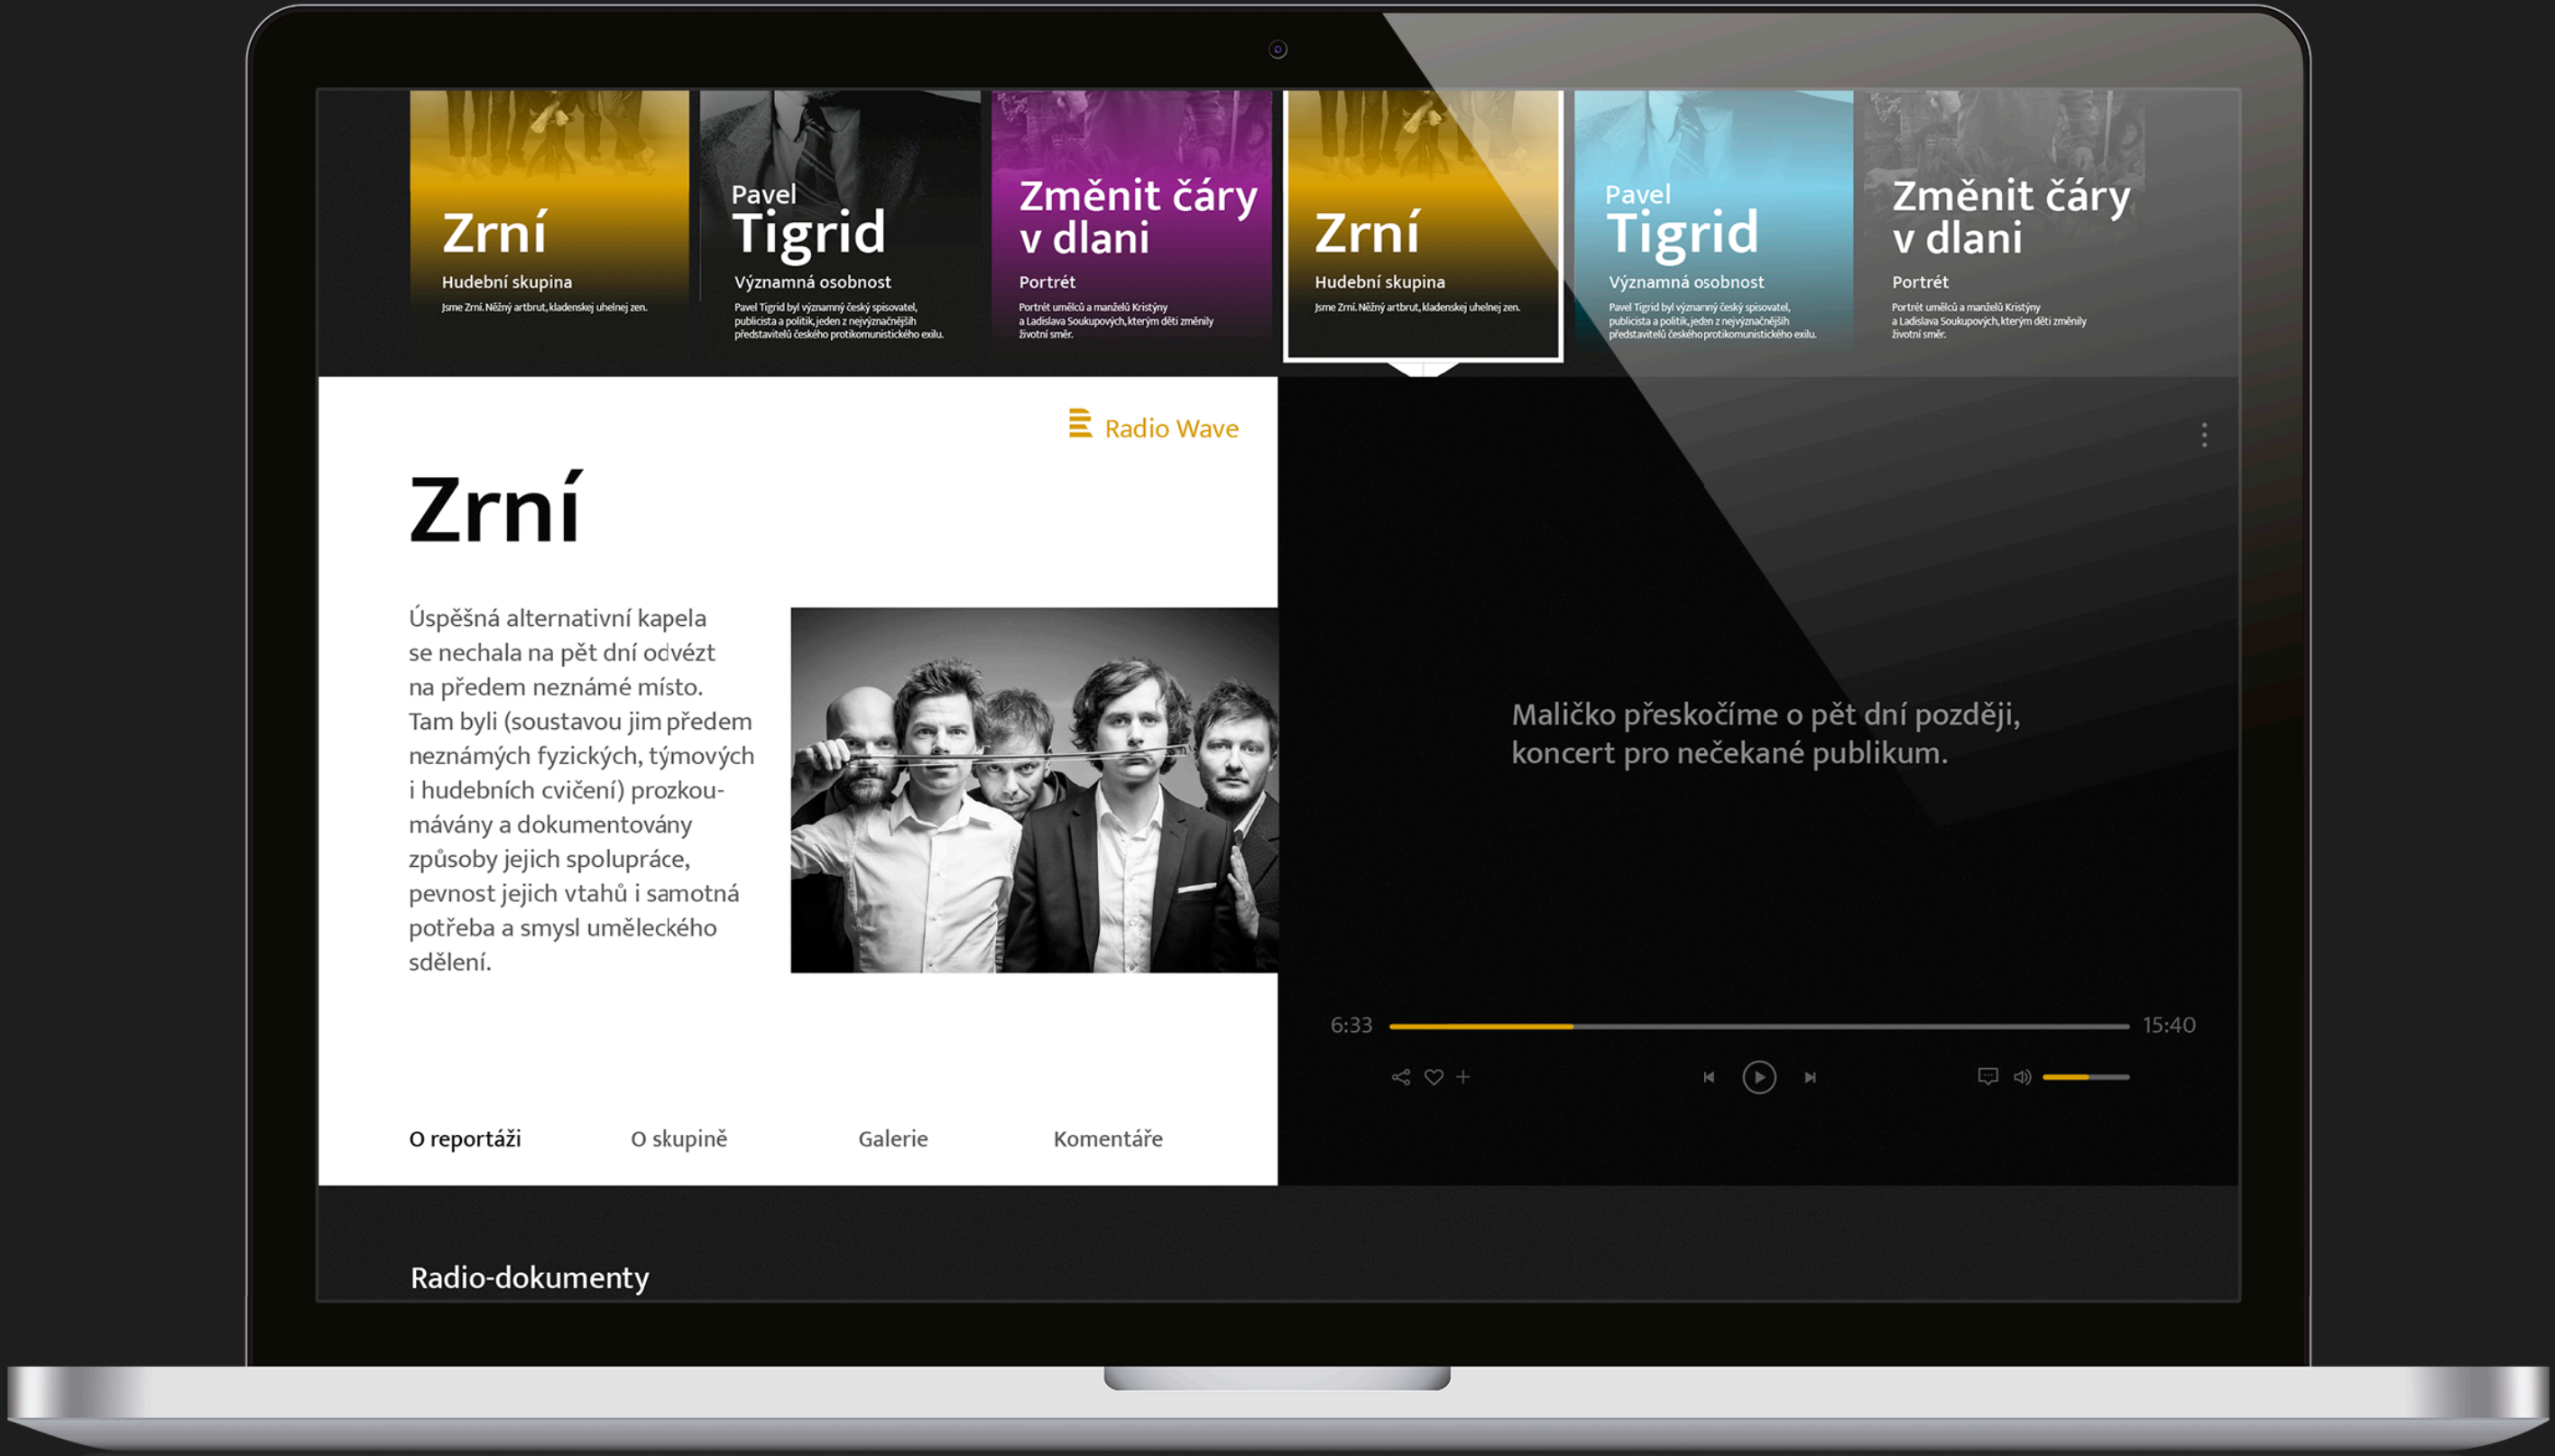 Zrní
Hudební skupina
Jsme Zrní. Něžný artbrut, kladenskej uhelnej zen.
Pavel
Tigrid
Významná osobnost
Pavel Tigrid byl významný český spisovatel,
publicista a politik, jeden z nejvýznačnějšíh
představitelů českého protikomunistického exilu.
Změnit čáry
v dlani
Portrét
Portrét umělců a manželů Kristýny
a Ladislava Soukupových, kterým děti změnily
životní směr.
Zrní
Hudební skupina
Jsme Zrní. Něžný artbrut, kladenskej uhelnej zen.
Pavel
Tigrid
Významná osobnost
Pavel Tigrid byl význarnný český spisovatel,
publicista a politik, jeden z nejvýznačnějšíh
představitelů českého protikomunistického exilu.
Změnit čáry
v dlani
Portrét
Portrét umělců a manželů Kristýny
a Ladislava Soukupových, kterým děti změnily
životní směr.
Radio Wave
Zrní
Úspěšná alternativní kapela
se nechala na pět dní odvézt
na předem neznámé místo.
Tam byli (soustavou jim předem
neznámých fyzických, týmových
i hudebních cvičení) prozkou-
mávány a dokumentovány
způsoby jejich spolupráce,
pevnost jejich vtahů i samotná
potřeba a smysl uměleckého
sdělení.
O reportáži
O skupině
Galerie
Komentáře
Maličko přeskočíme o pět dní později,
koncert pro nečekané publikum.
6:33
15:40
Radio-dokumenty